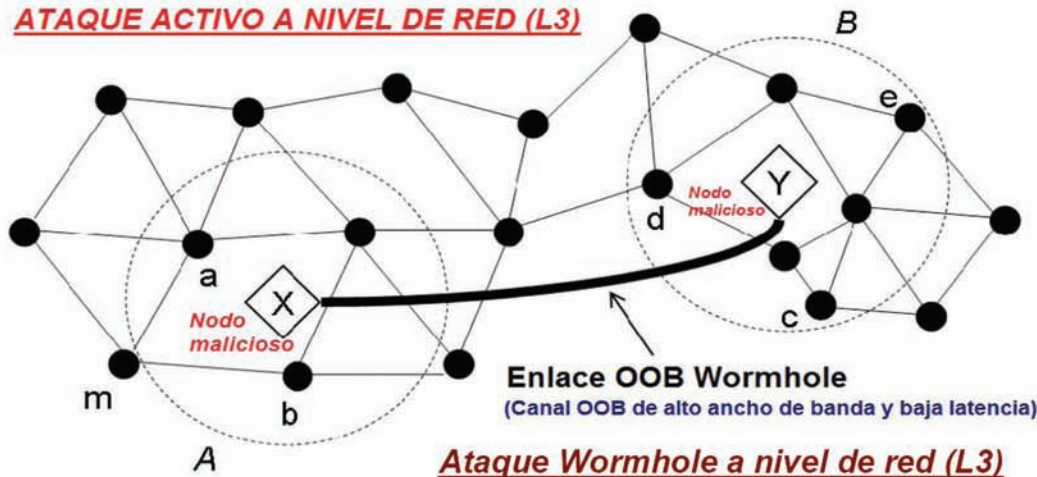 ATAQUE ACTIVO A NIVEL DE RED (L3)
B
e
Y
Nodo
malicioso
d
a
X
Nodo
malicioso
c
m
b
Enlace OOB Wormhole
(Canal OOB de alto ancho de banda y baja latencia)
A
Ataque Wormhole a nivel de red (L3)